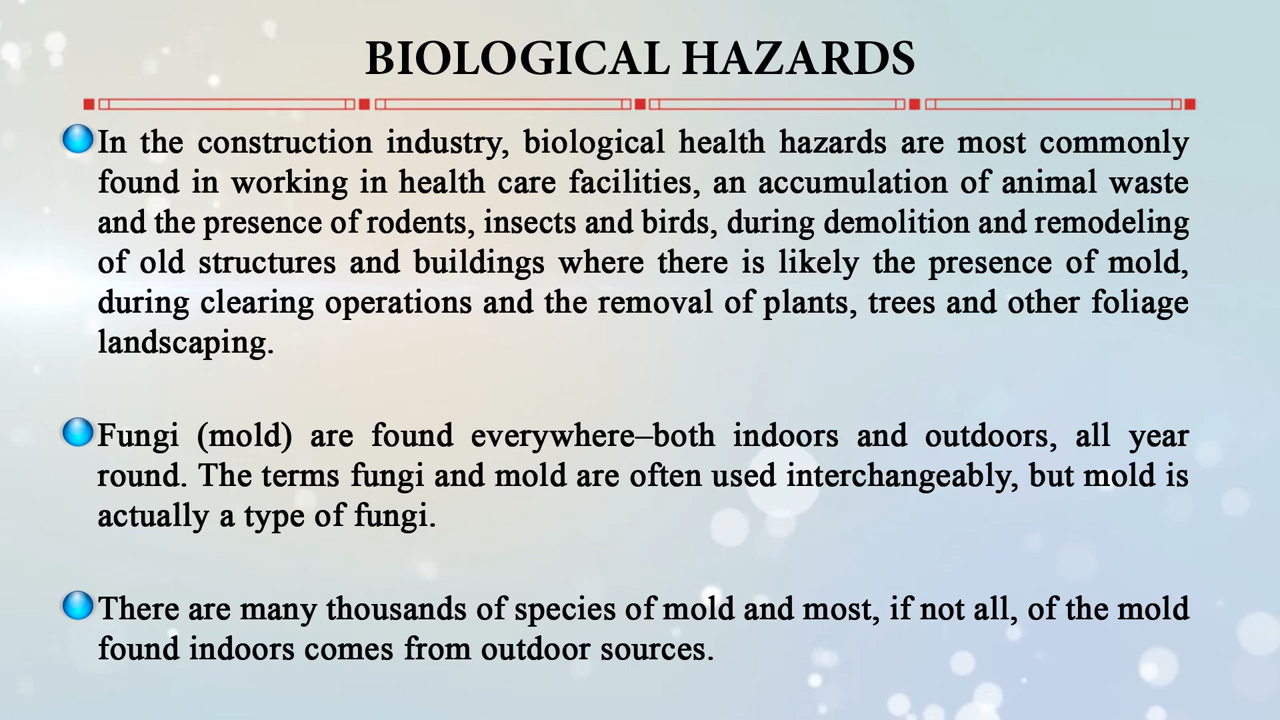 BIOLOGICAL HAZARDS
In the construction industry, biological health hazards are most commonly
found in working in health care facilities, an accumulation of animal waste
and the presence of rodents, insects and birds, during demolition and remodeling
of old structures and buildings where there is likely the presence of mold,
during clearing operations and the removal of plants, trees and other foliage
landscaping.
Fungi (mold) are found everywhere–both indoors and outdoors, all year
round. The terms fungi and mold are often used interchangeably, but mold is
actually a type of fungi.
There are many thousands of species of mold and most, if not all, of the mold
found indoors comes from outdoor sources.